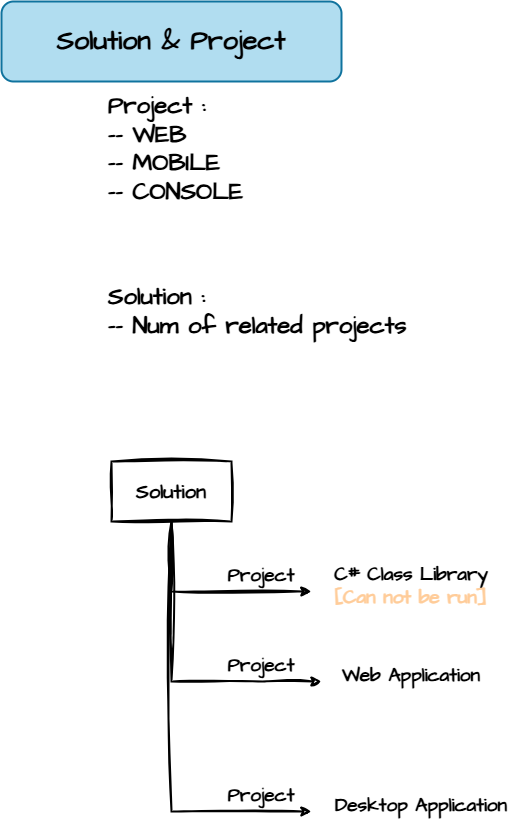 Solution & Project
Project :
-- WEB
-- MOBILE
-- CONSOLE
Solution :
-- Num of related projects
Solution
Project
C# Class Library
[Can not be run]
Project
Web Application
Project
Desktop Application